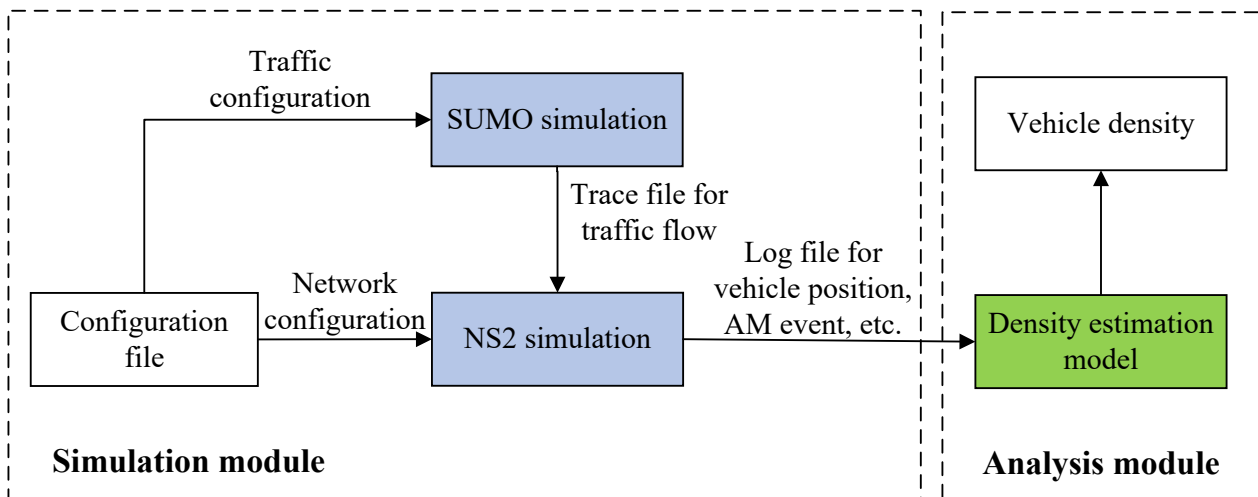 Traffic
configuration
SUMO simulation
Vehicle density
Trace file for
traffic flow
Log file for
vehicle position,
AM event, etc.
Network
configuration
Configuration
file
NS2 simulation
Density estimation
model
Simulation module
Analysis module